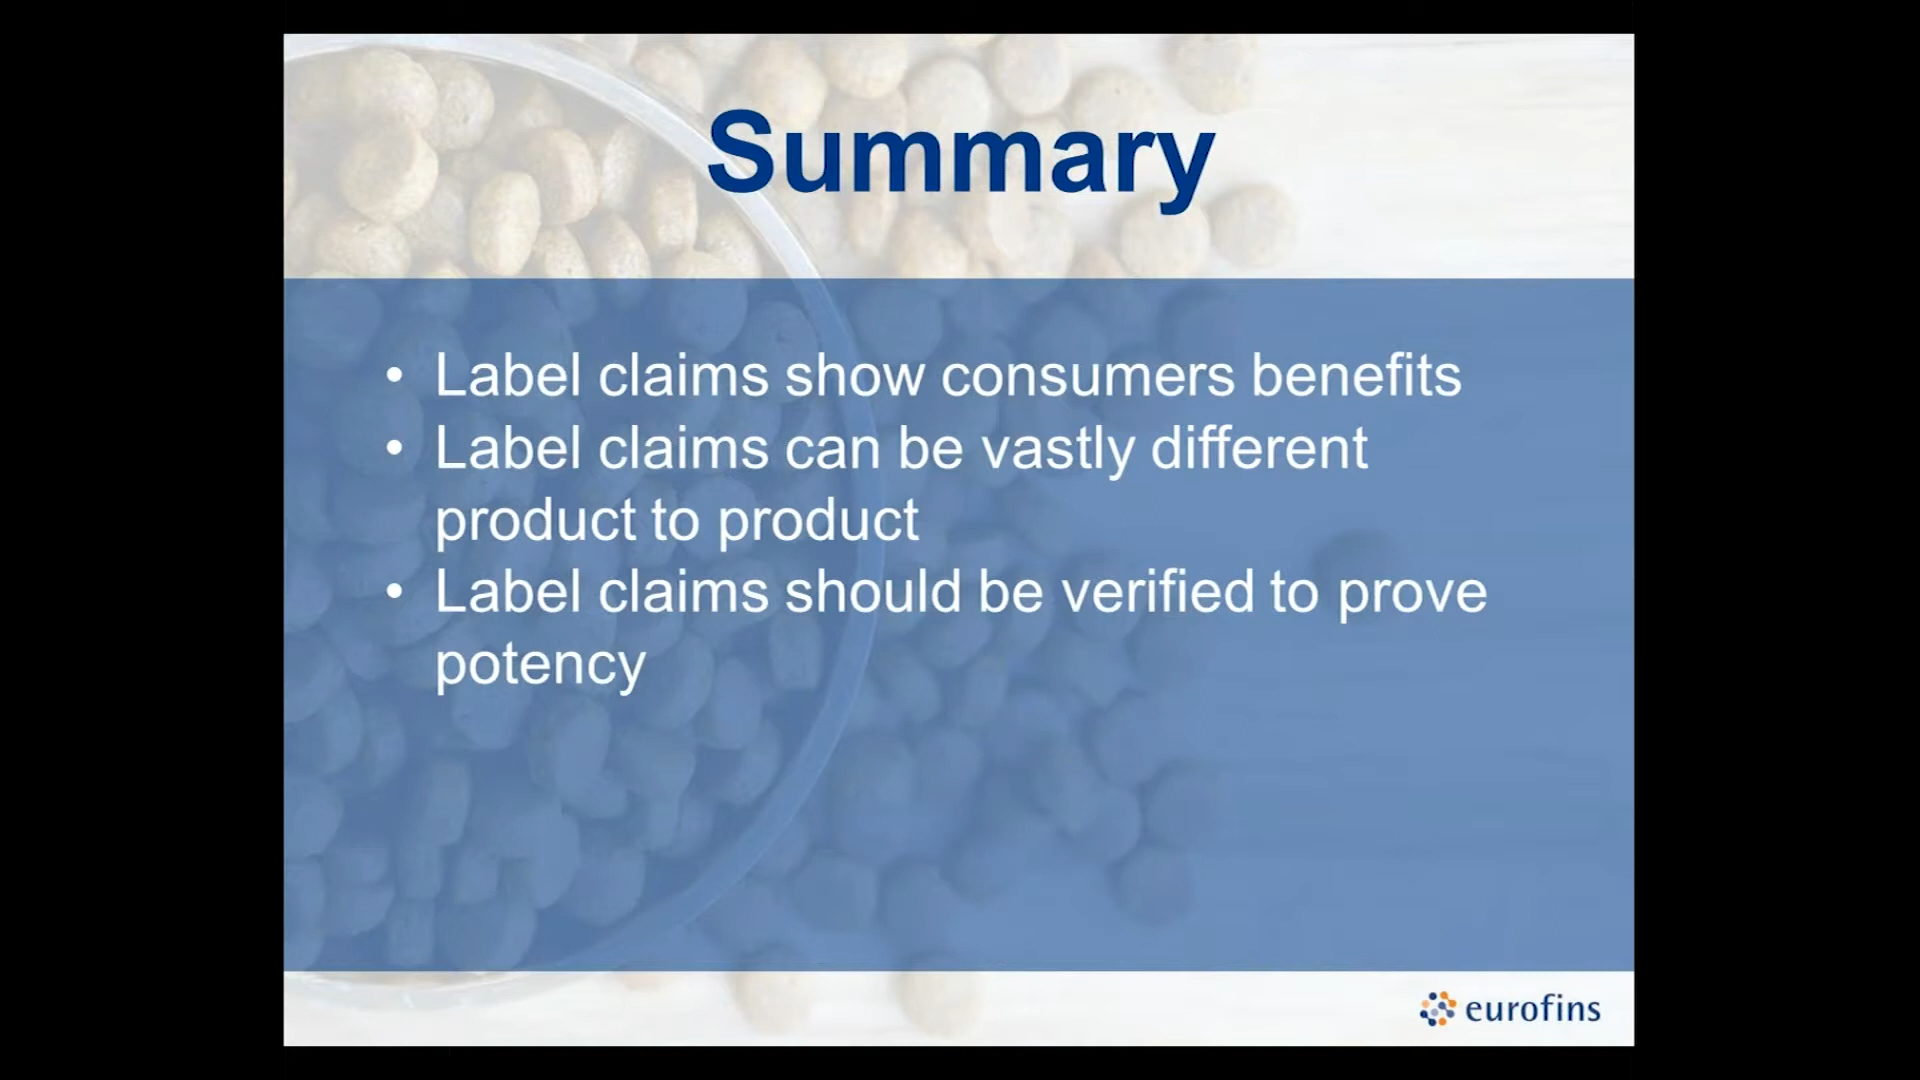 Summary
• Label claims show consumers benefits
• Label claims can be vastly different
product to product
• Label claims should be verified to prove
potency
eurofins